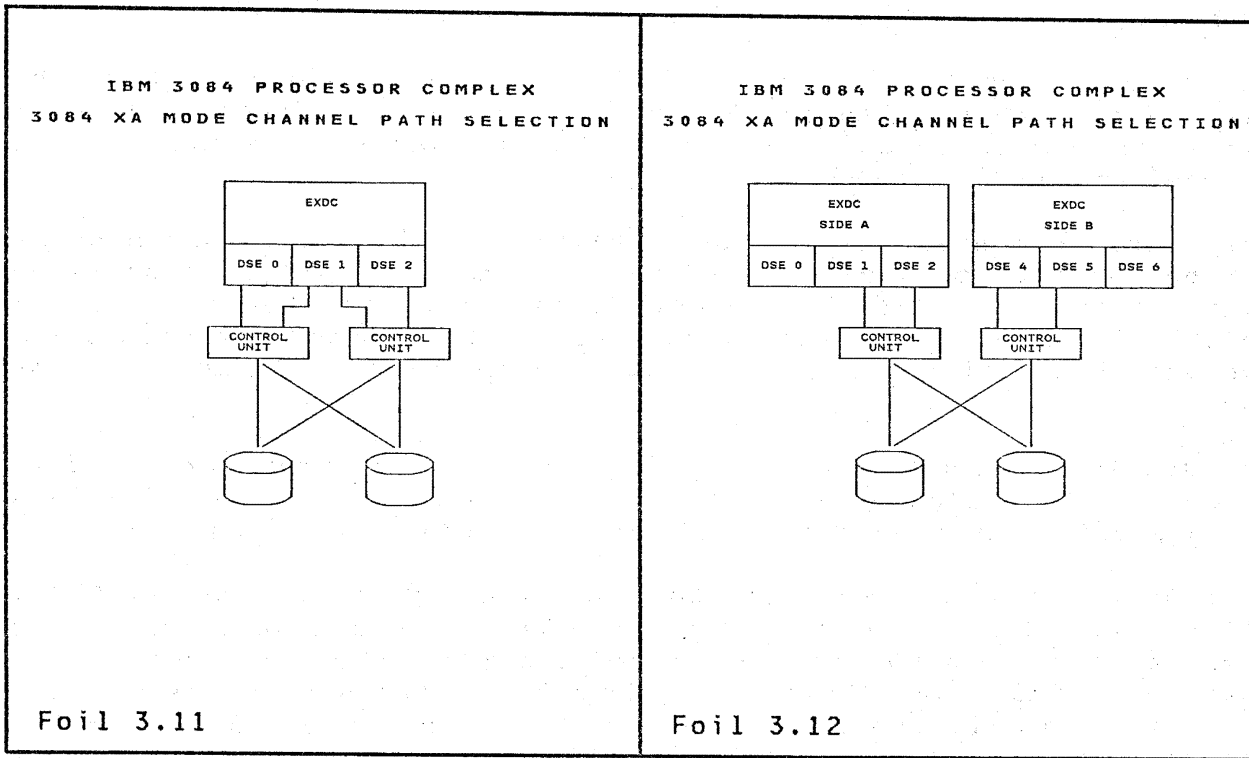 IBM 3084 PROCESSOR COMPLEX
3084 XA MODE CHANNEL PATH SELECTION
EXDC
DSE 0 DSE 1 DSE 2
CONTROL
UNIT
CONTROL
UNIT
Foil 3.11
IBM 3084 PROCESSOR COMPLEX
3084 XA MODE CHANNEL PATH SELECTION
EXDC
SIDE A
EXDC
SIDE B
DSE 0 DSE 1 DSE 2
DSE 4 DSE 5 DSE 6
CONTROL
UNIT
CONTROL
UNIT
Foil 3.12